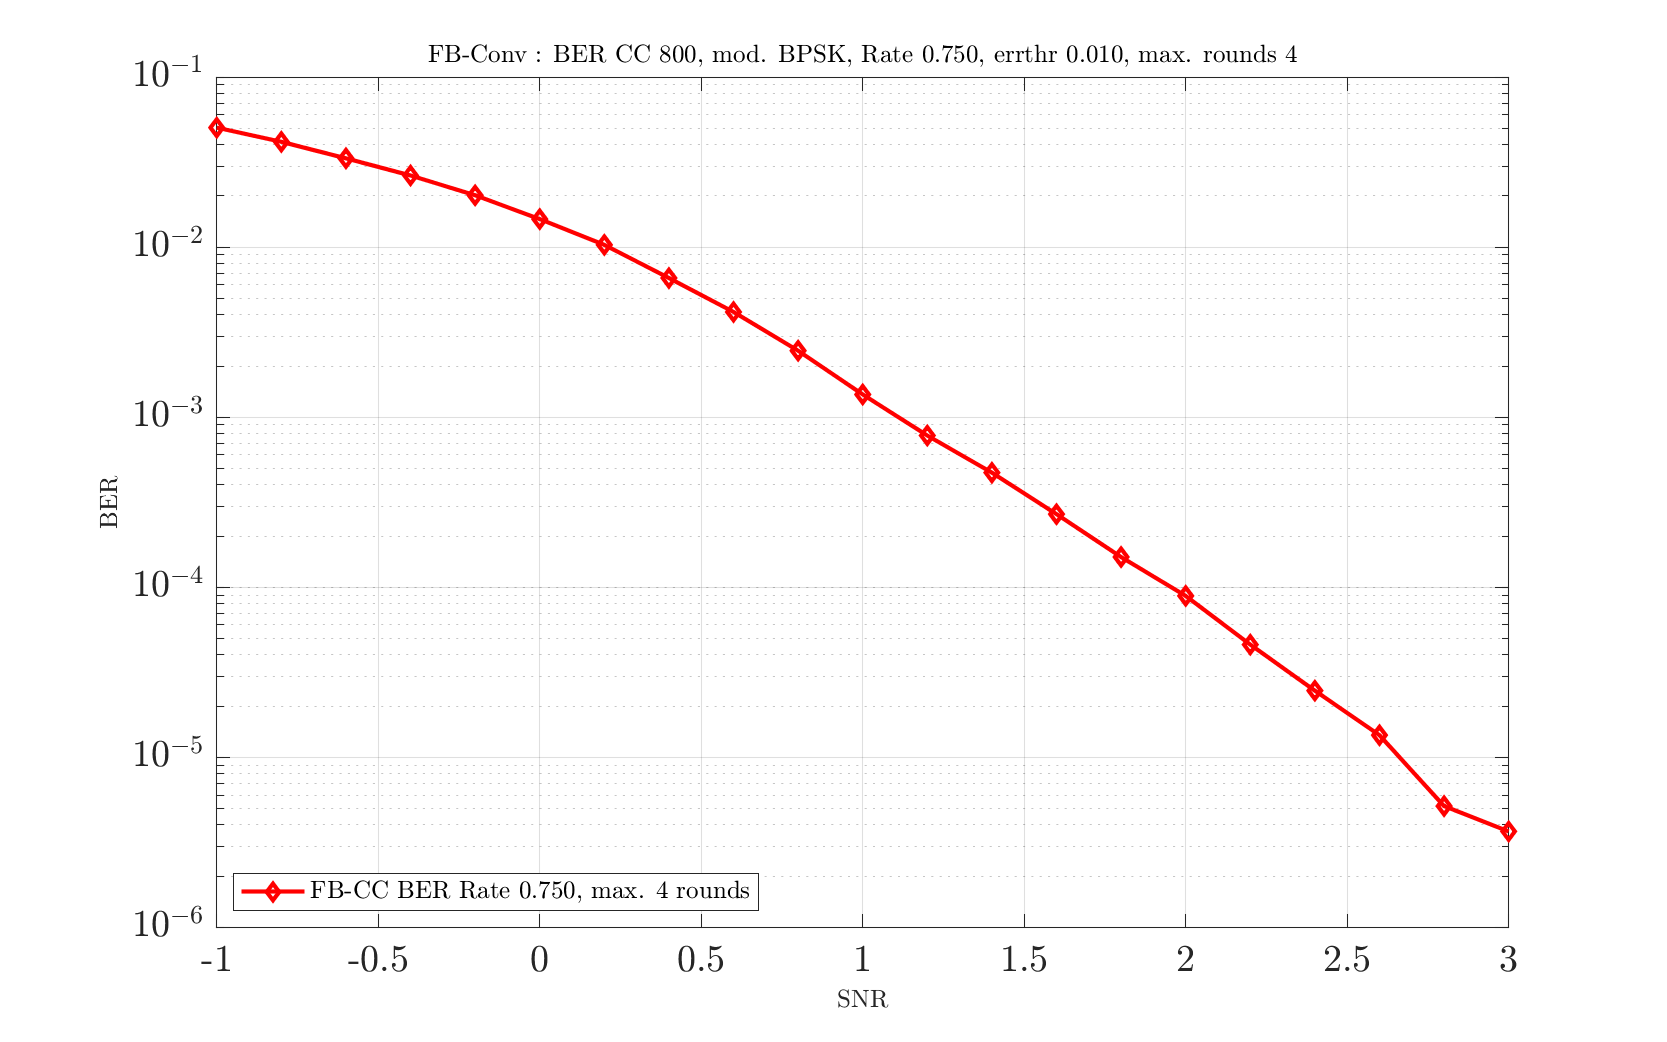 FB-Conv : BER CC 800, mod. BPSK, Rate 0.750, errthr 0.010, max. rounds 4
10⁻¹
10⁻²
10⁻³
10⁻⁴
10⁻⁵
10⁻⁶
BER
FB-CC BER Rate 0.750, max. 4 rounds
-1 -0.5 0 0.5 1 1.5 2 2.5 3
SNR